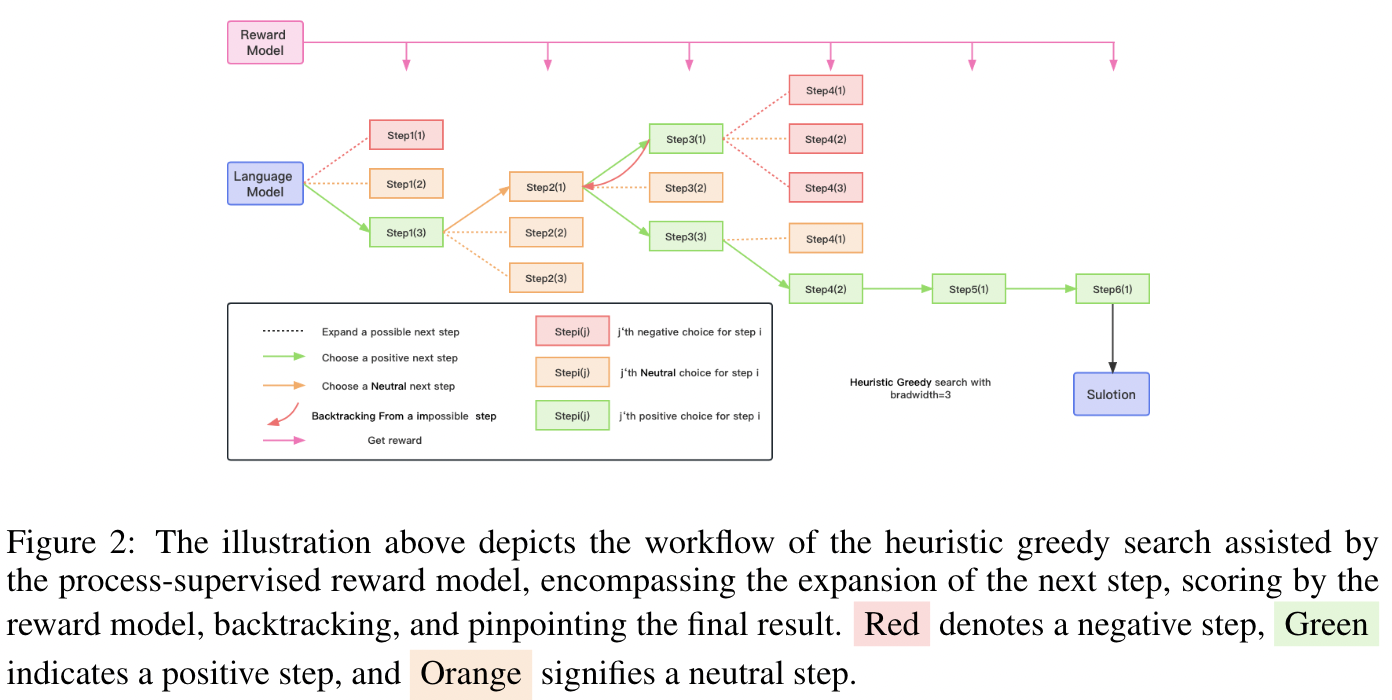 Reward
Model
Step4(1)
Step1(1)
Step3(1)
Step4(2)
Language
Model
Step1(2)
Step2(1)
Step3(2)
Step4(3)
Step1(3)
Step2(2)
Step3(3)
Step4(1)
Step2(3)
Step4(2)
Step5(1)
Step6(1)
Expand a possible next step
Choose a positive next step
Choose a Neutral next step
Backtracking From a impossible step
Get reward
Stepi(j)
j'th negative choice for step i
Stepi(j)
j'th Neutral choice for step i
Stepi(j)
j'th positive choice for step i
Heuristic Greedy search with
bradwidth=3
Sulotion
Figure 2: The illustration above depicts the workflow of the heuristic greedy search assisted by
the process-supervised reward model, encompassing the expansion of the next step, scoring by the
reward model, backtracking, and pinpointing the final result. Red denotes a negative step, Green
indicates a positive step, and Orange signifies a neutral step.